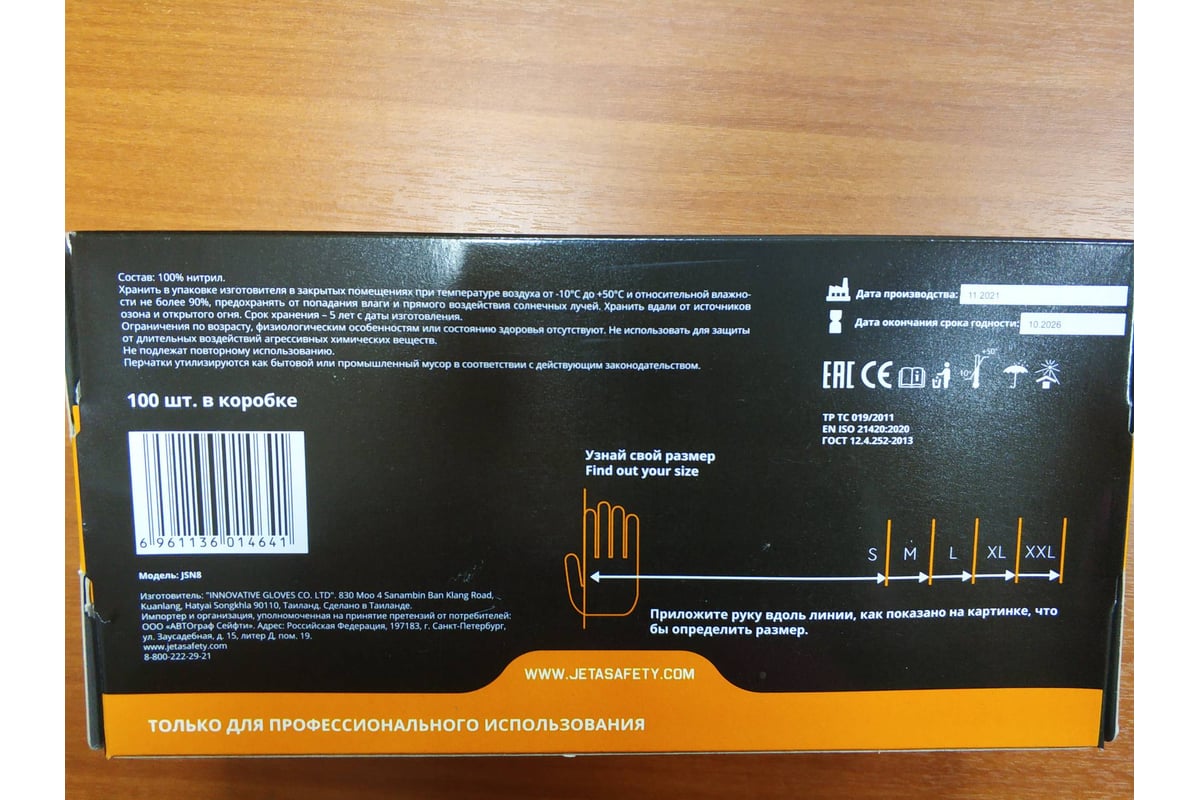 Состав: 100% нитрил.
Хранить в упаковке изготовителя в закрытых помещениях при температуре воздуха от -10°C до +50°C и относительной влажно-
сти не более 90%, предохранять от попадания влаги и прямого воздействия солнечных лучей. Хранить вдали от источников
озона и открытого огня. Срок хранения – 5 лет с даты изготовления.
Ограничения по возрасту, физиологическим особенностям или состоянию здоровья отсутствуют. Не использовать для защиты
от длительных воздействий агрессивных химических веществ.
Не подлежат повторному использованию.
Перчатки утилизируются как бытовой или промышленный мусор в соответствии с действующим законодательством.
Дата производства: 11.2021
Дата окончания срока годности: 10.2026
EAC CE
+50°
-10°
ТР ТС 019/2011
EN ISO 21420:2020
ГОСТ 12.4.252-2013
100 шт. в коробке
6 961136 014641
Узнай свой размер
Find out your size
S M L XL XXL
Приложите руку вдоль линии, как показано на картинке, что
бы определить размер.
Модель: JSN8
Изготовитель: "INNOVATIVE GLOVES CO. LTD". 830 Moo 4 Sanambin Ban Klang Road,
Kuanlang, Hatyai Songkhla 90110, Таиланд. Сделано в Таиланде.
Импортер и организация, уполномоченная на принятие претензий от потребителей:
ООО «АВТОграф Сейфти». Адрес: Российская Федерация, 197183, г. Санкт-Петербург,
ул. Заусадебная, д. 15, литер Д, пом. 19.
www.jetasafety.com
8-800-222-29-21
WWW.JETASAFETY.COM
ТОЛЬКО ДЛЯ ПРОФЕССИОНАЛЬНОГО ИСПОЛЬЗОВАНИЯ